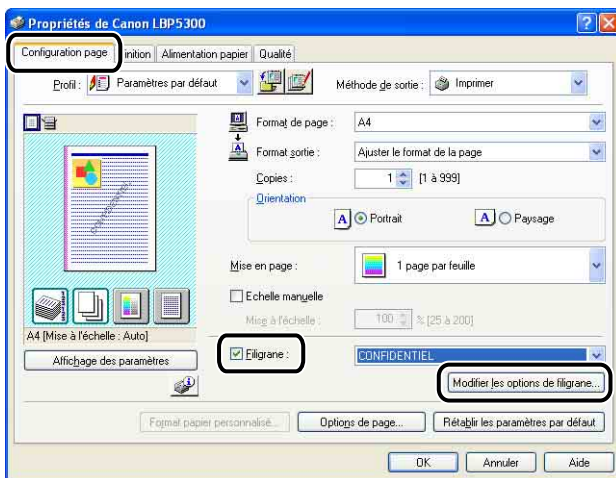 Propriétés de Canon LBP5300
Configuration page inition Alimentation papier Qualité
Profil : Paramètres par défaut Méthode de sortie : Imprimer
Format de page : A4
Format sortie : Ajuster le format de la page
Copies : 1 [1 à 999]
Orientation
A Portrait A Paysage
Mise en page : 1 page par feuille
Echelle manuelle
Mise à l'échelle : 100 % [25 à 200]
A4 [Mise à l'échelle : Auto]
Affichage des paramètres
Filigrane : CONFIDENTIEL
Modifier les options de filigrane...
Format papier personnalisé... Options de page... Rétablir les paramètres par défaut
OK Annuler Aide